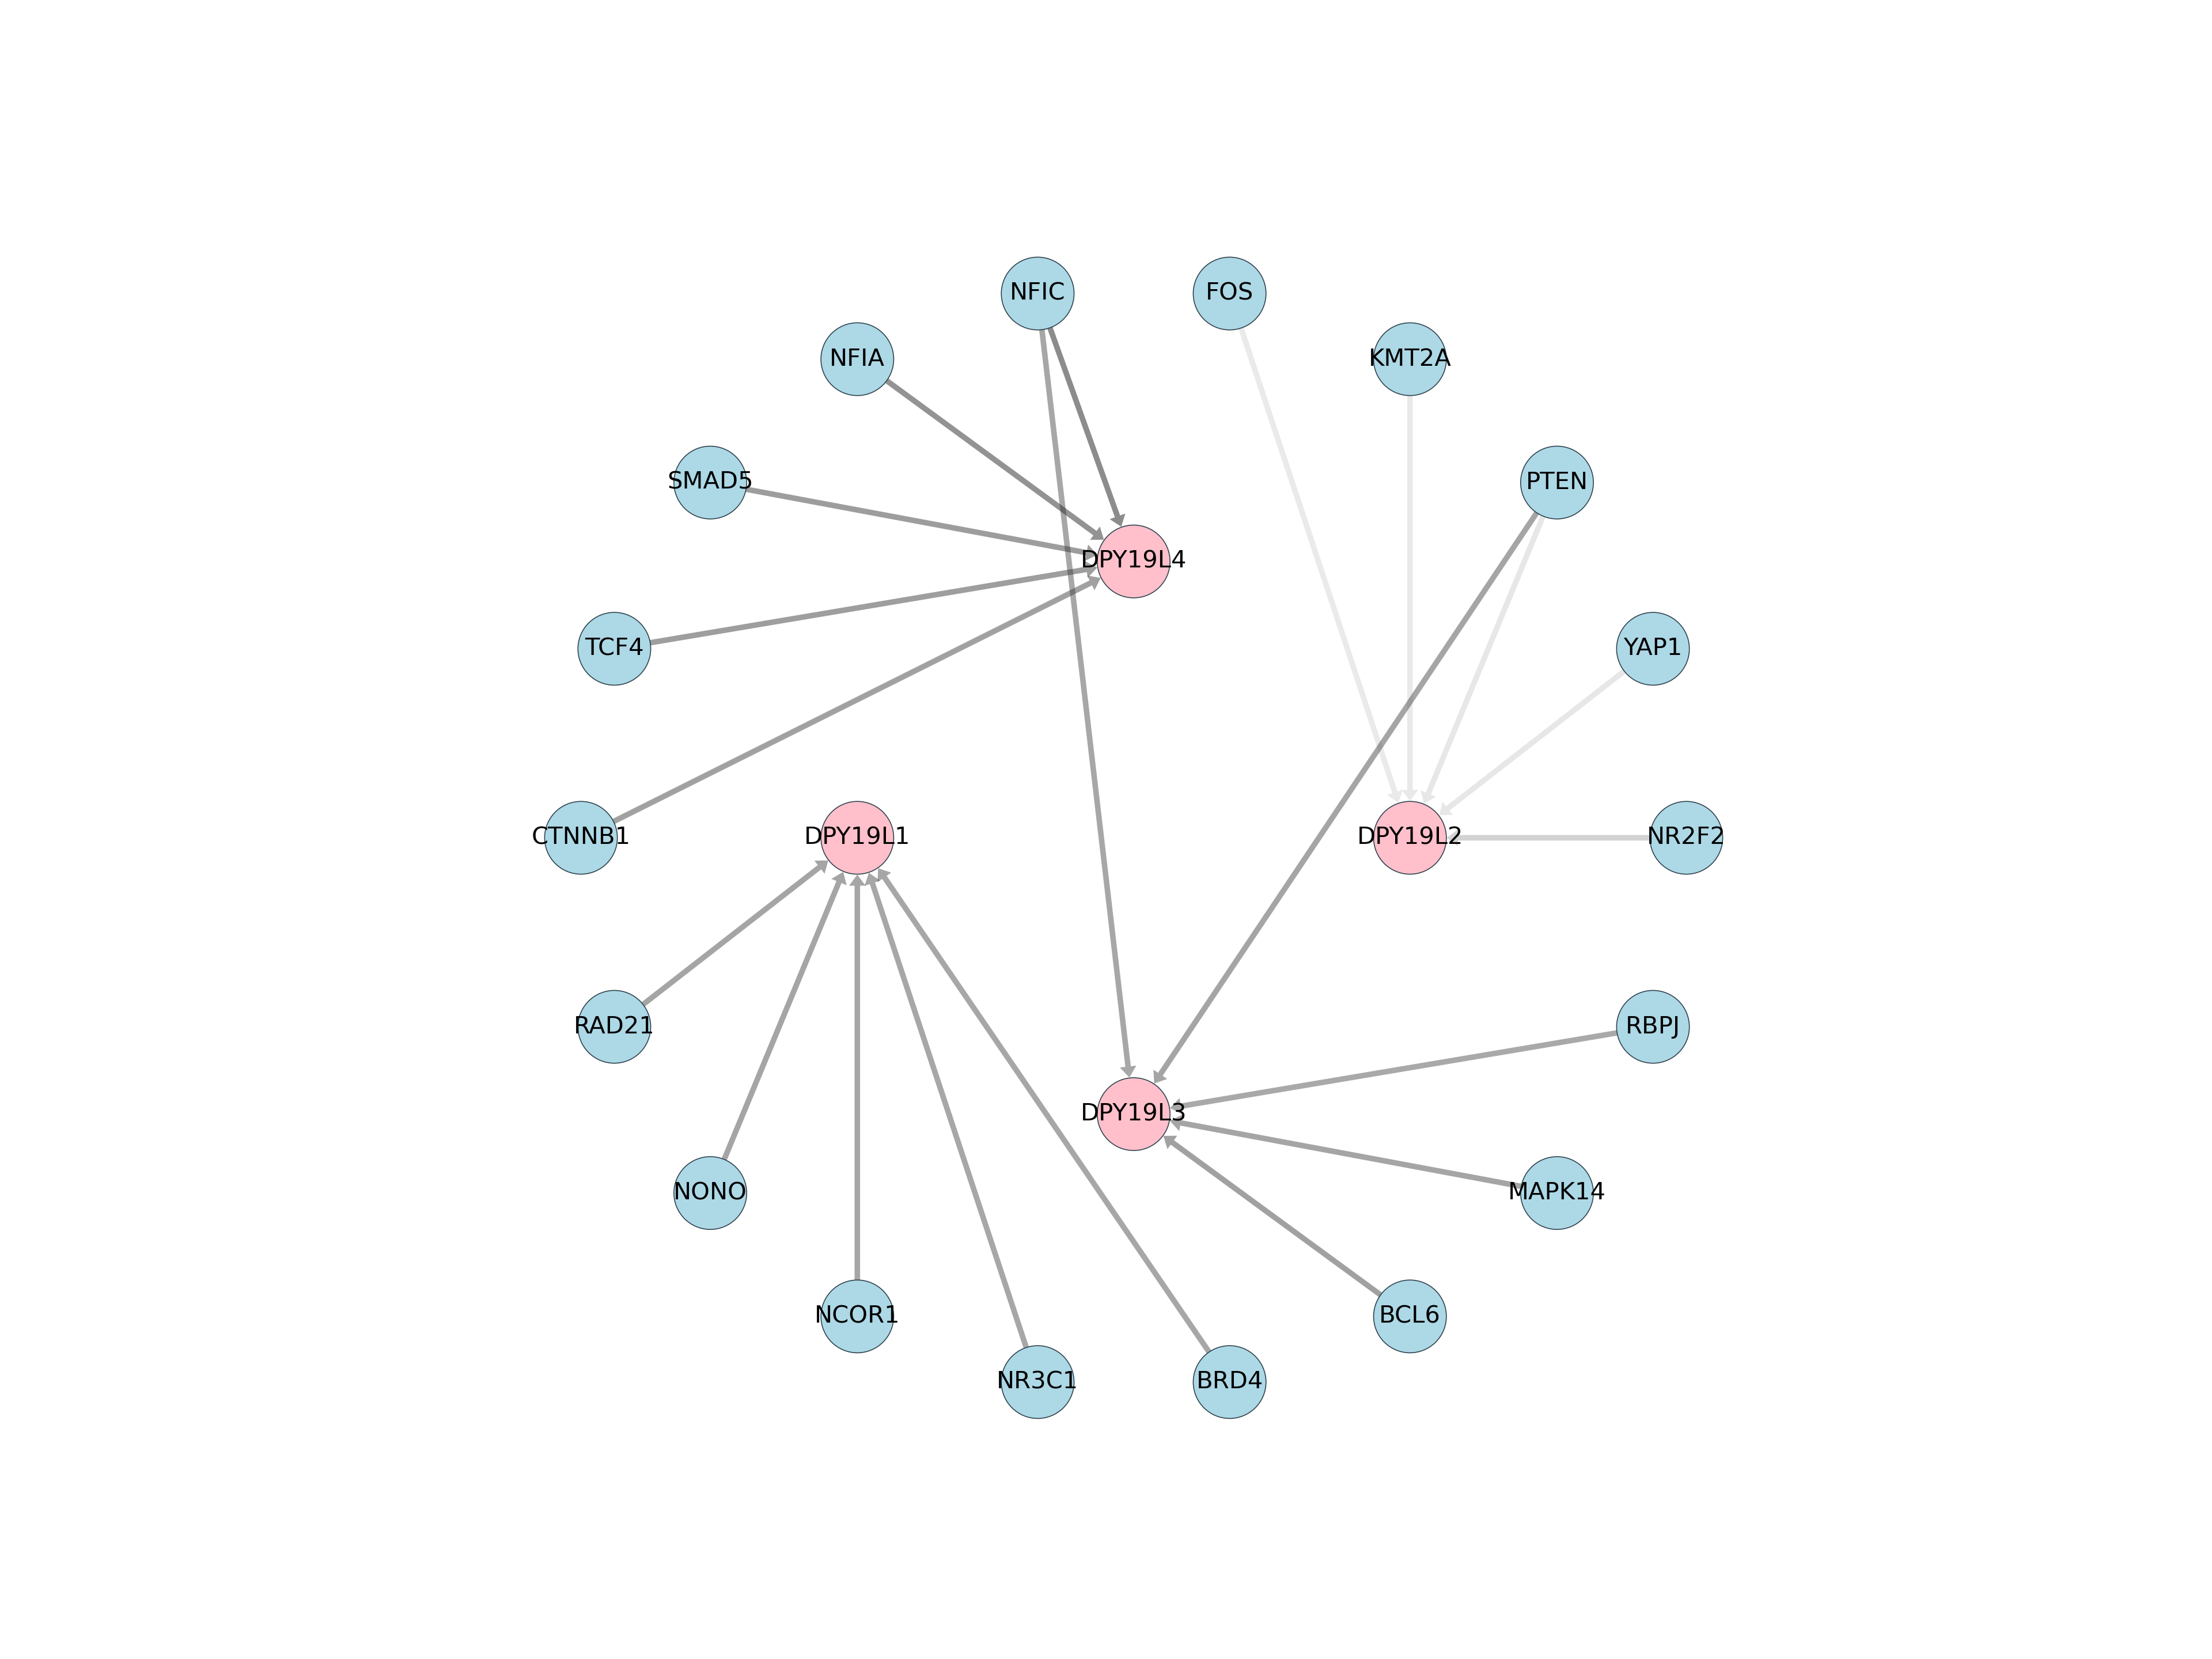 NFIC
FOS
NFIA
KMT2A
SMAD5
PTEN
DPY19L4
TCF4
YAP1
CTNNB1
DPY19L1
DPY19L2
NR2F2
RAD21
RBPJ
DPY19L3
NONO
MAPK14
NCOR1
BCL6
NR3C1
BRD4